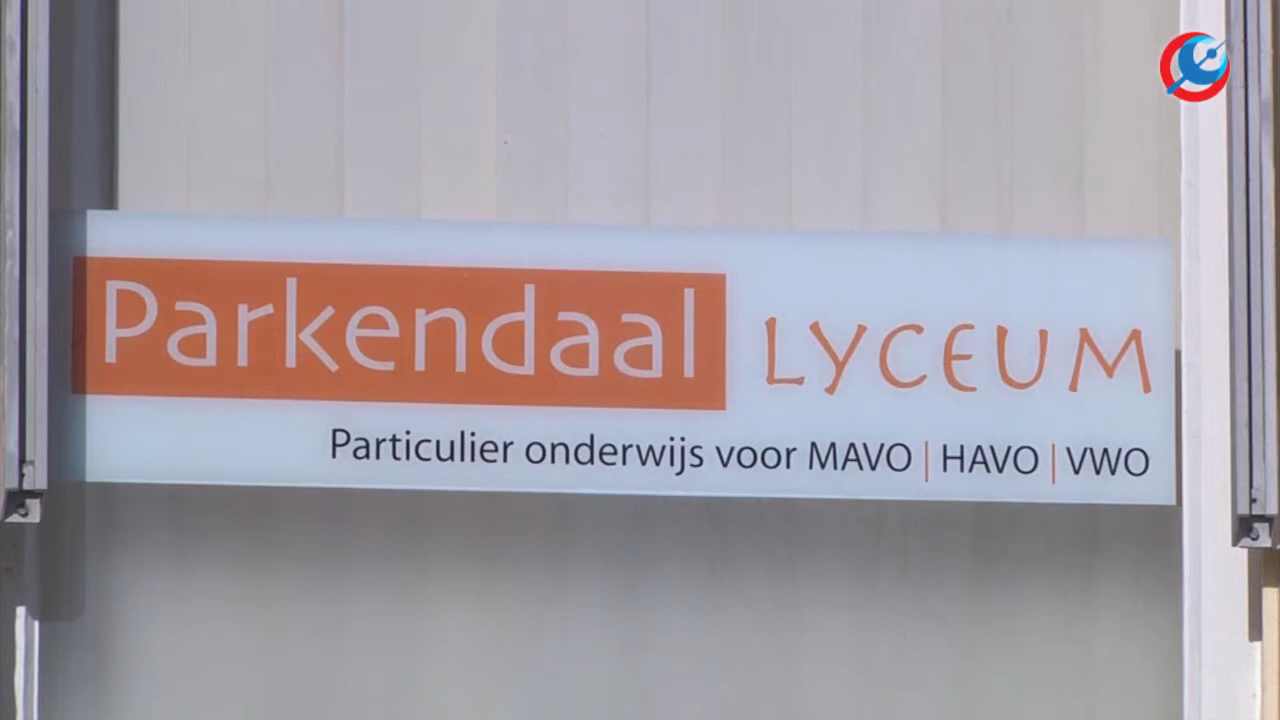 Parkendaal LYCEUM
Particulier onderwijs voor MAVO | HAVO | VWO